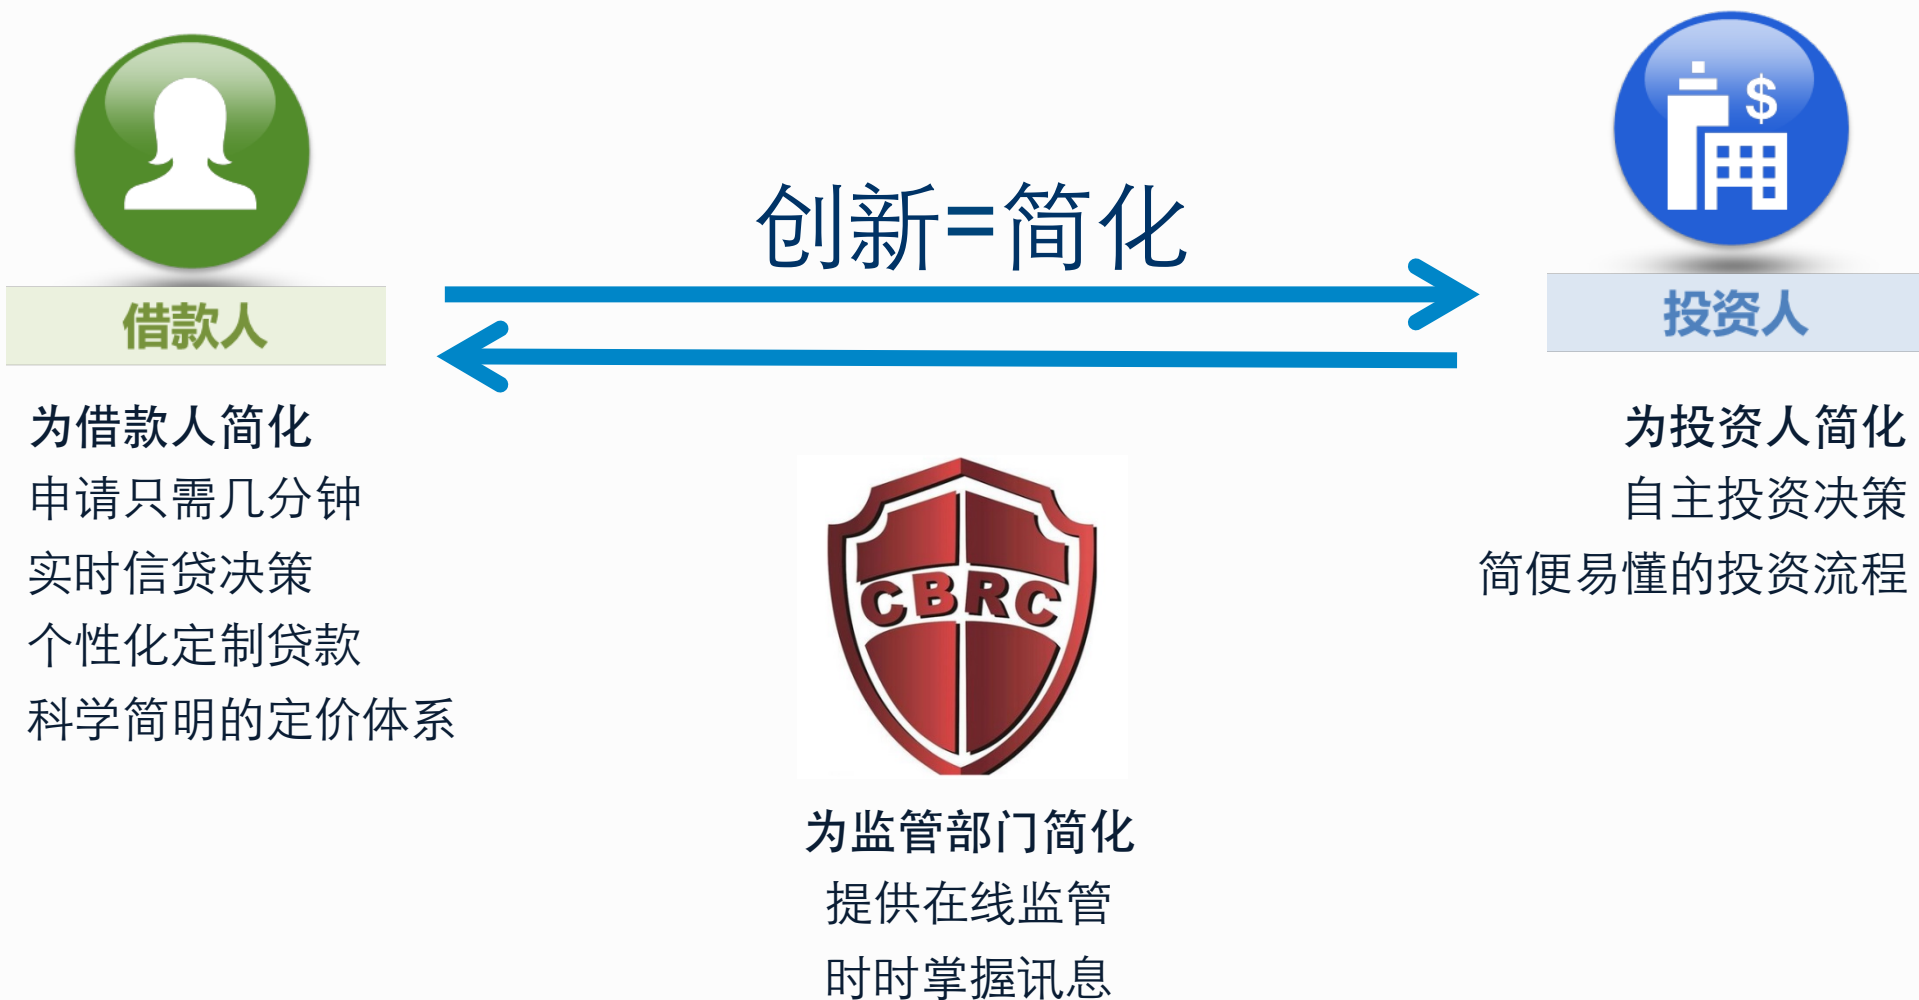 $
创新=简化
借款人
投资人
为借款人简化
申请只需几分钟
实时信贷决策
个性化定制贷款
科学简明的定价体系
为投资人简化
自主投资决策
简便易懂的投资流程
CBRC
为监管部门简化
提供在线监管
时时掌握讯息